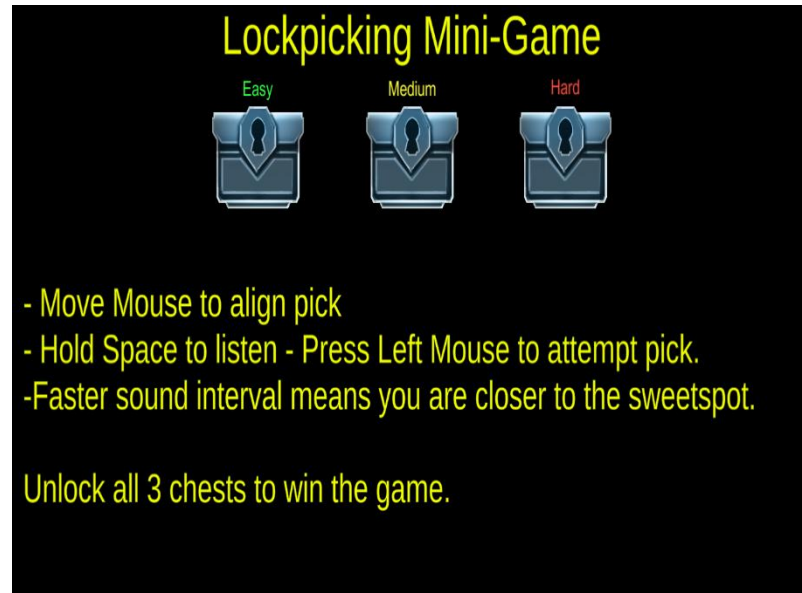 Lockpicking Mini-Game
Easy Medium Hard
- Move Mouse to align pick
- Hold Space to listen - Press Left Mouse to attempt pick.
-Faster sound interval means you are closer to the sweetspot.
Unlock all 3 chests to win the game.